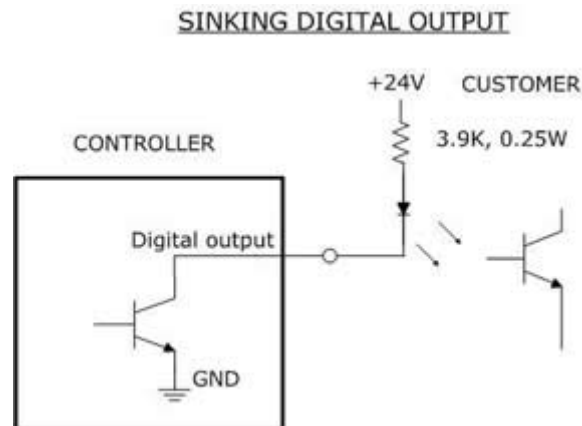 SINKING DIGITAL OUTPUT
+24V CUSTOMER
3.9K, 0.25W
CONTROLLER
Digital output
GND